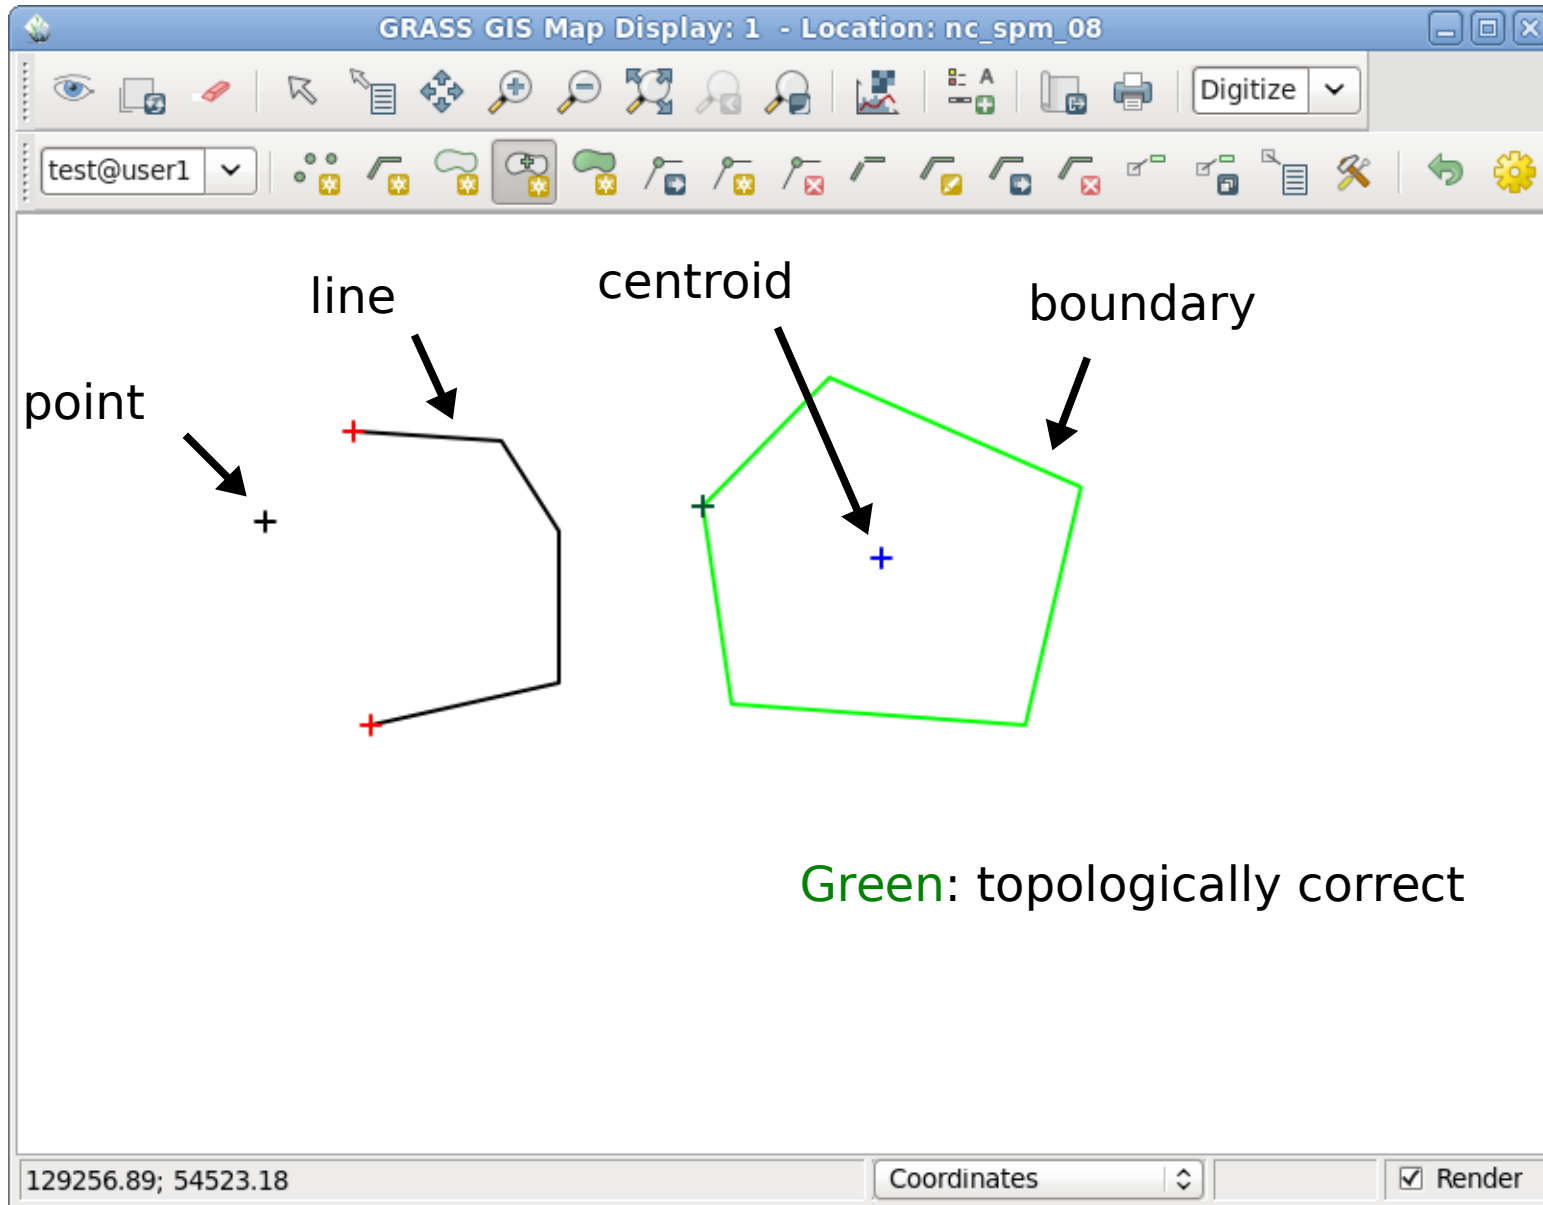 GRASS GIS Map Display: 1 - Location: nc_spm_08
A
Digitize
test@user1
line
centroid
boundary
point
Green: topologically correct
129256.89; 54523.18
Coordinates
Render